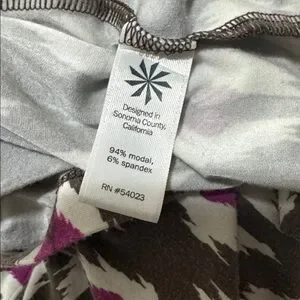 Designed in
Sonoma County,
California
94% modal,
6% spandex
RN #54023